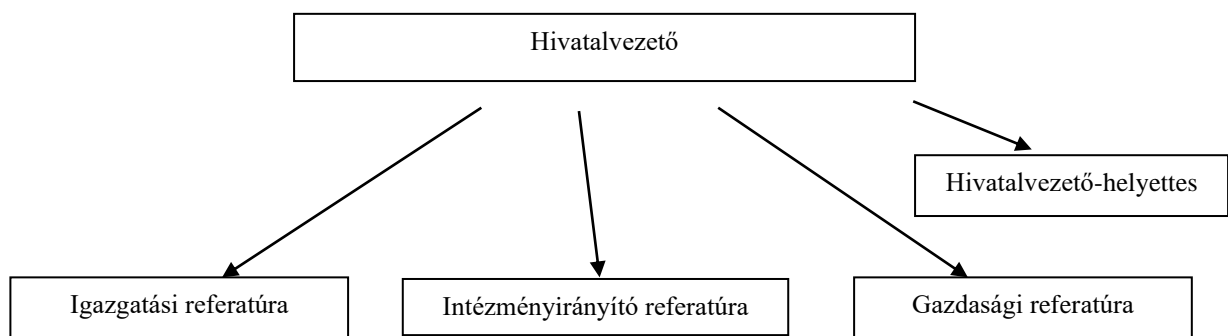 Hivatalvezető
Hivatalvezető-helyettes
Igazgatási referatúra
Intézményirányító referatúra
Gazdasági referatúra